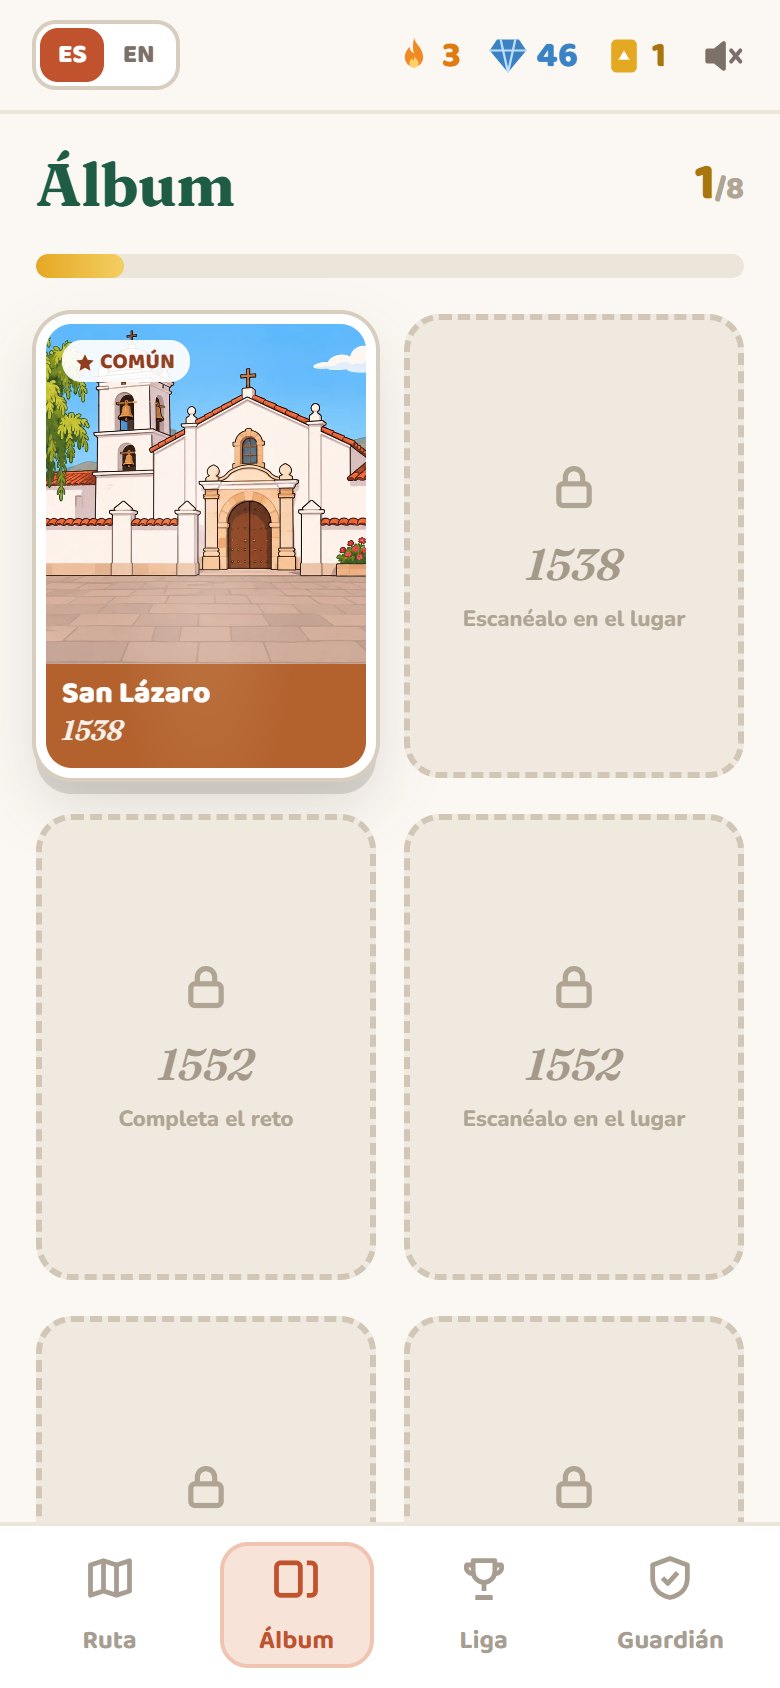 ES EN 3 46 1
Álbum 1/8
COMÚN
San Lázaro
1538
1538
Escanéalo en el lugar
1552
Completa el reto
1552
Escanéalo en el lugar
Ruta Álbum Liga Guardián